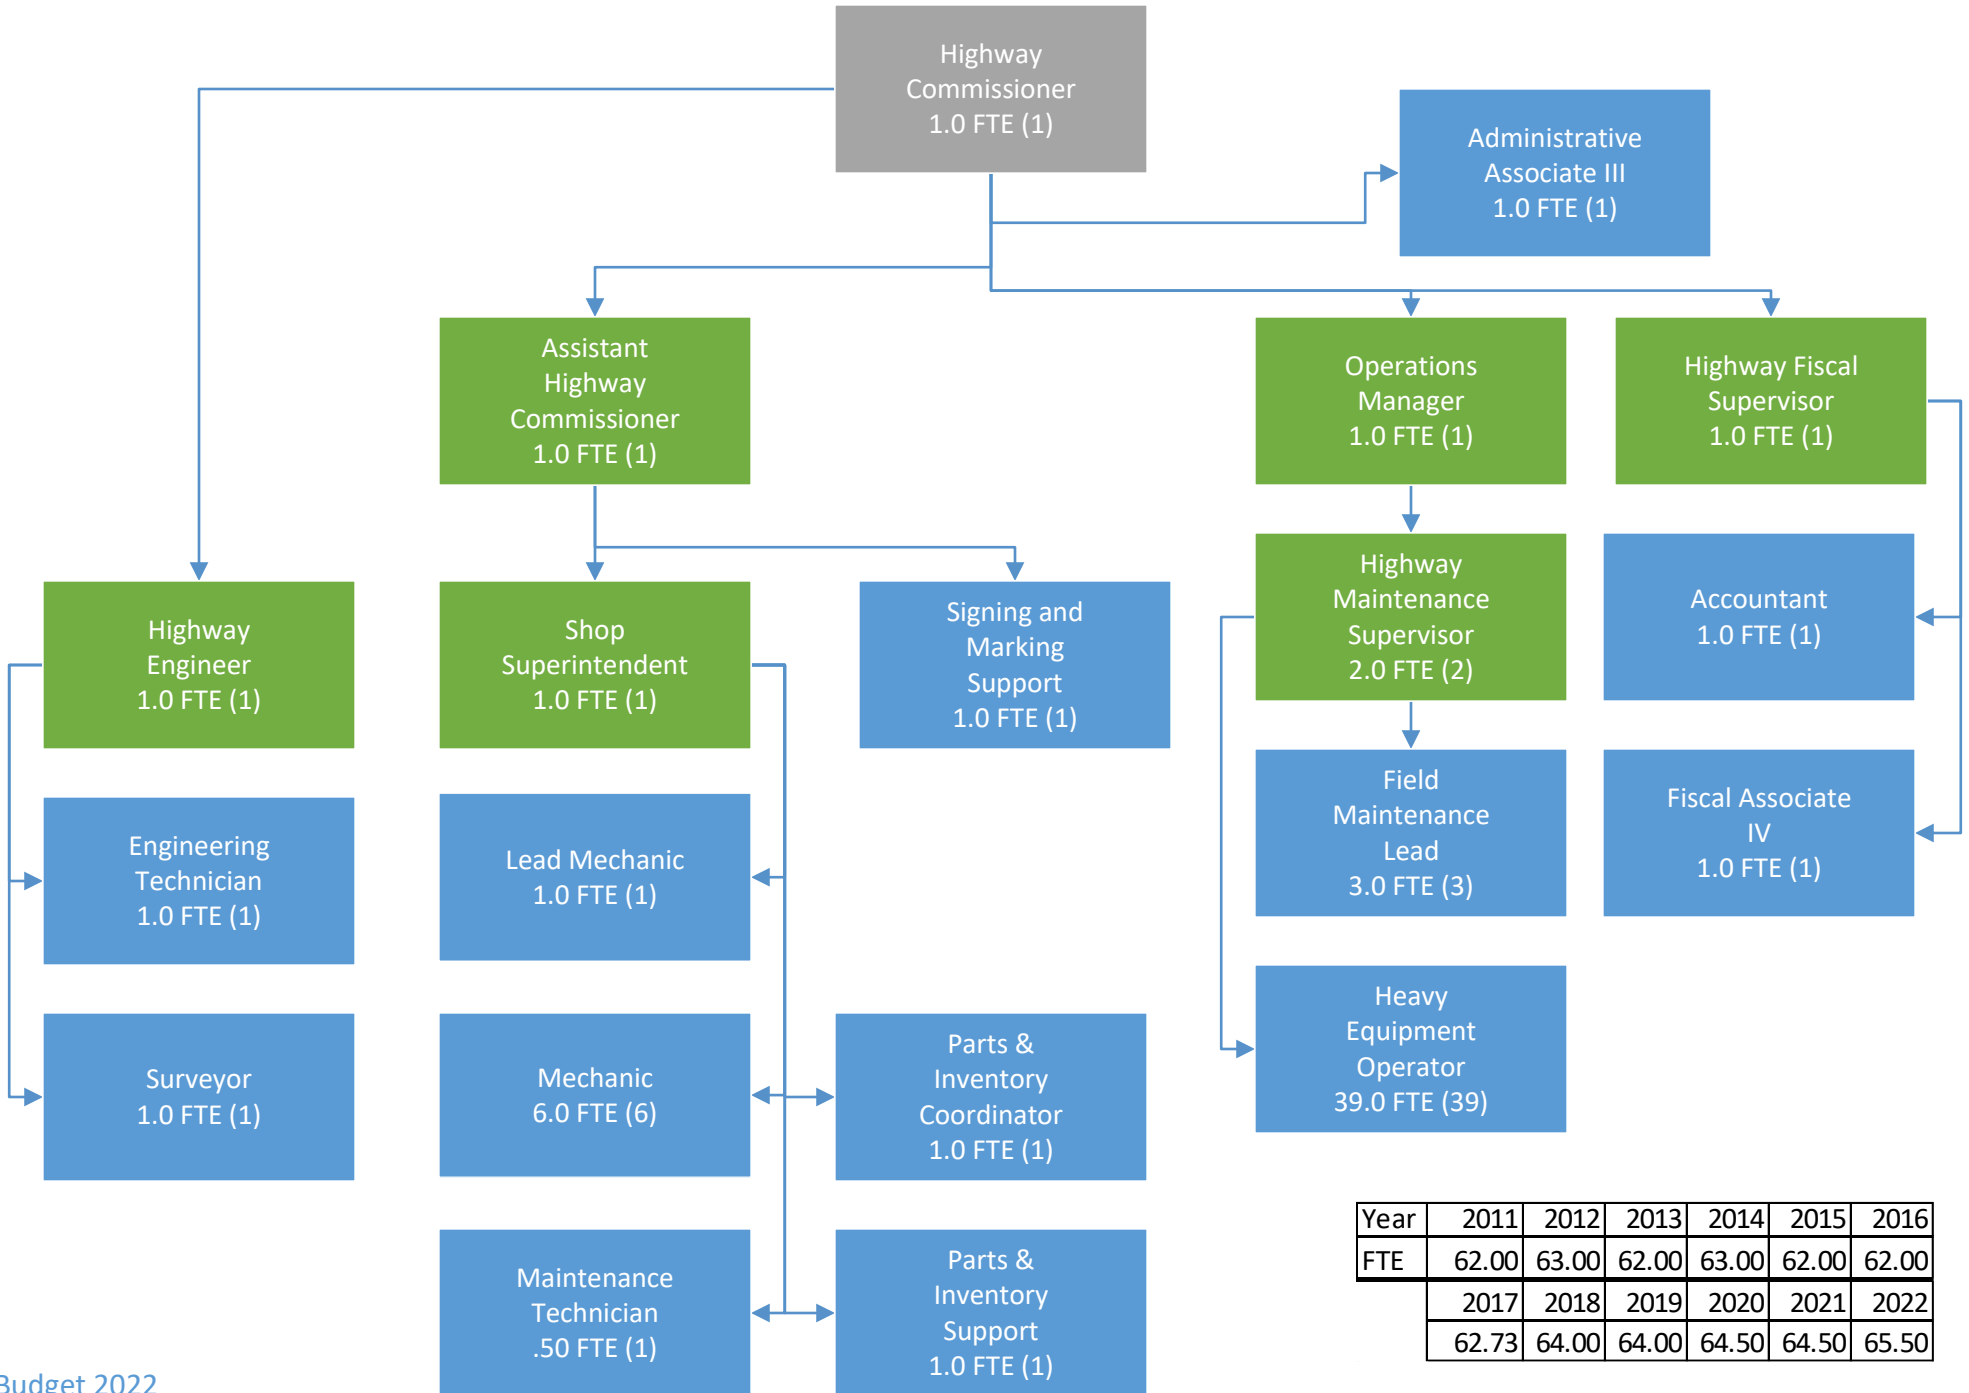 Highway
Commissioner
1.0 FTE (1)
Administrative
Associate III
1.0 FTE (1)
Assistant
Highway
Commissioner
1.0 FTE (1)
Operations
Manager
1.0 FTE (1)
Highway Fiscal
Supervisor
1.0 FTE (1)
Highway
Engineer
1.0 FTE (1)
Shop
Superintendent
1.0 FTE (1)
Signing and
Marking
Support
1.0 FTE (1)
Highway
Maintenance
Supervisor
2.0 FTE (2)
Accountant
1.0 FTE (1)
Engineering
Technician
1.0 FTE (1)
Lead Mechanic
1.0 FTE (1)
Field
Maintenance
Lead
3.0 FTE (3)
Fiscal Associate
IV
1.0 FTE (1)
Surveyor
1.0 FTE (1)
Mechanic
6.0 FTE (6)
Parts &
Inventory
Coordinator
1.0 FTE (1)
Heavy
Equipment
Operator
39.0 FTE (39)
Maintenance
Technician
.50 FTE (1)
Parts &
Inventory
Support
1.0 FTE (1)
Year 2011 2012 2013 2014 2015 2016
FTE 62.00 63.00 62.00 63.00 62.00 62.00
2017 2018 2019 2020 2021 2022
62.73 64.00 64.00 64.50 64.50 65.50
Budget 2022